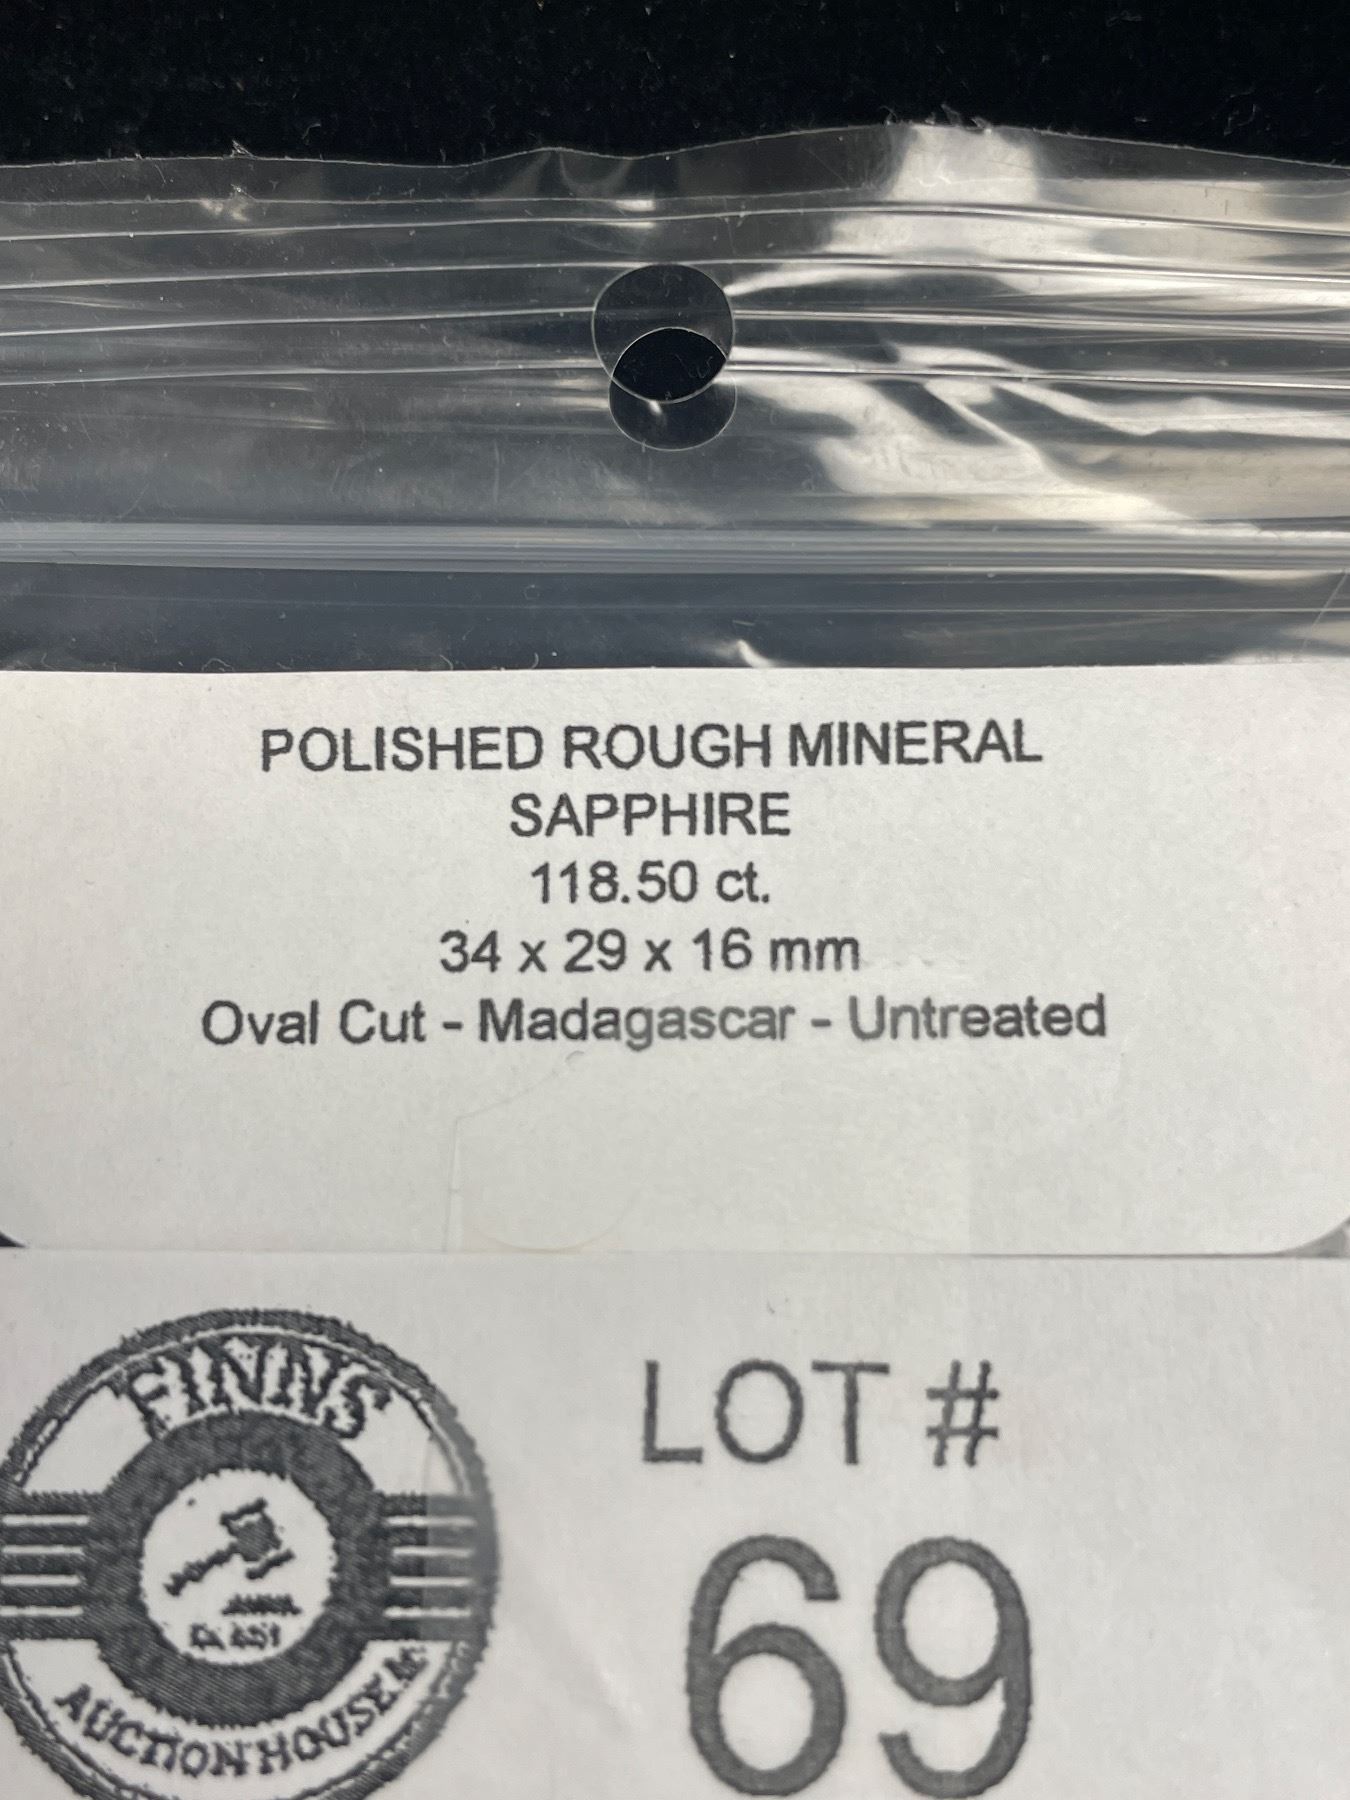 POLISHED ROUGH MINERAL
SAPPHIRE
118.50 ct.
34 x 29 x 16 mm
Oval Cut - Madagascar - Untreated
FINNS
AUCTION HOUSE
LOT #
69